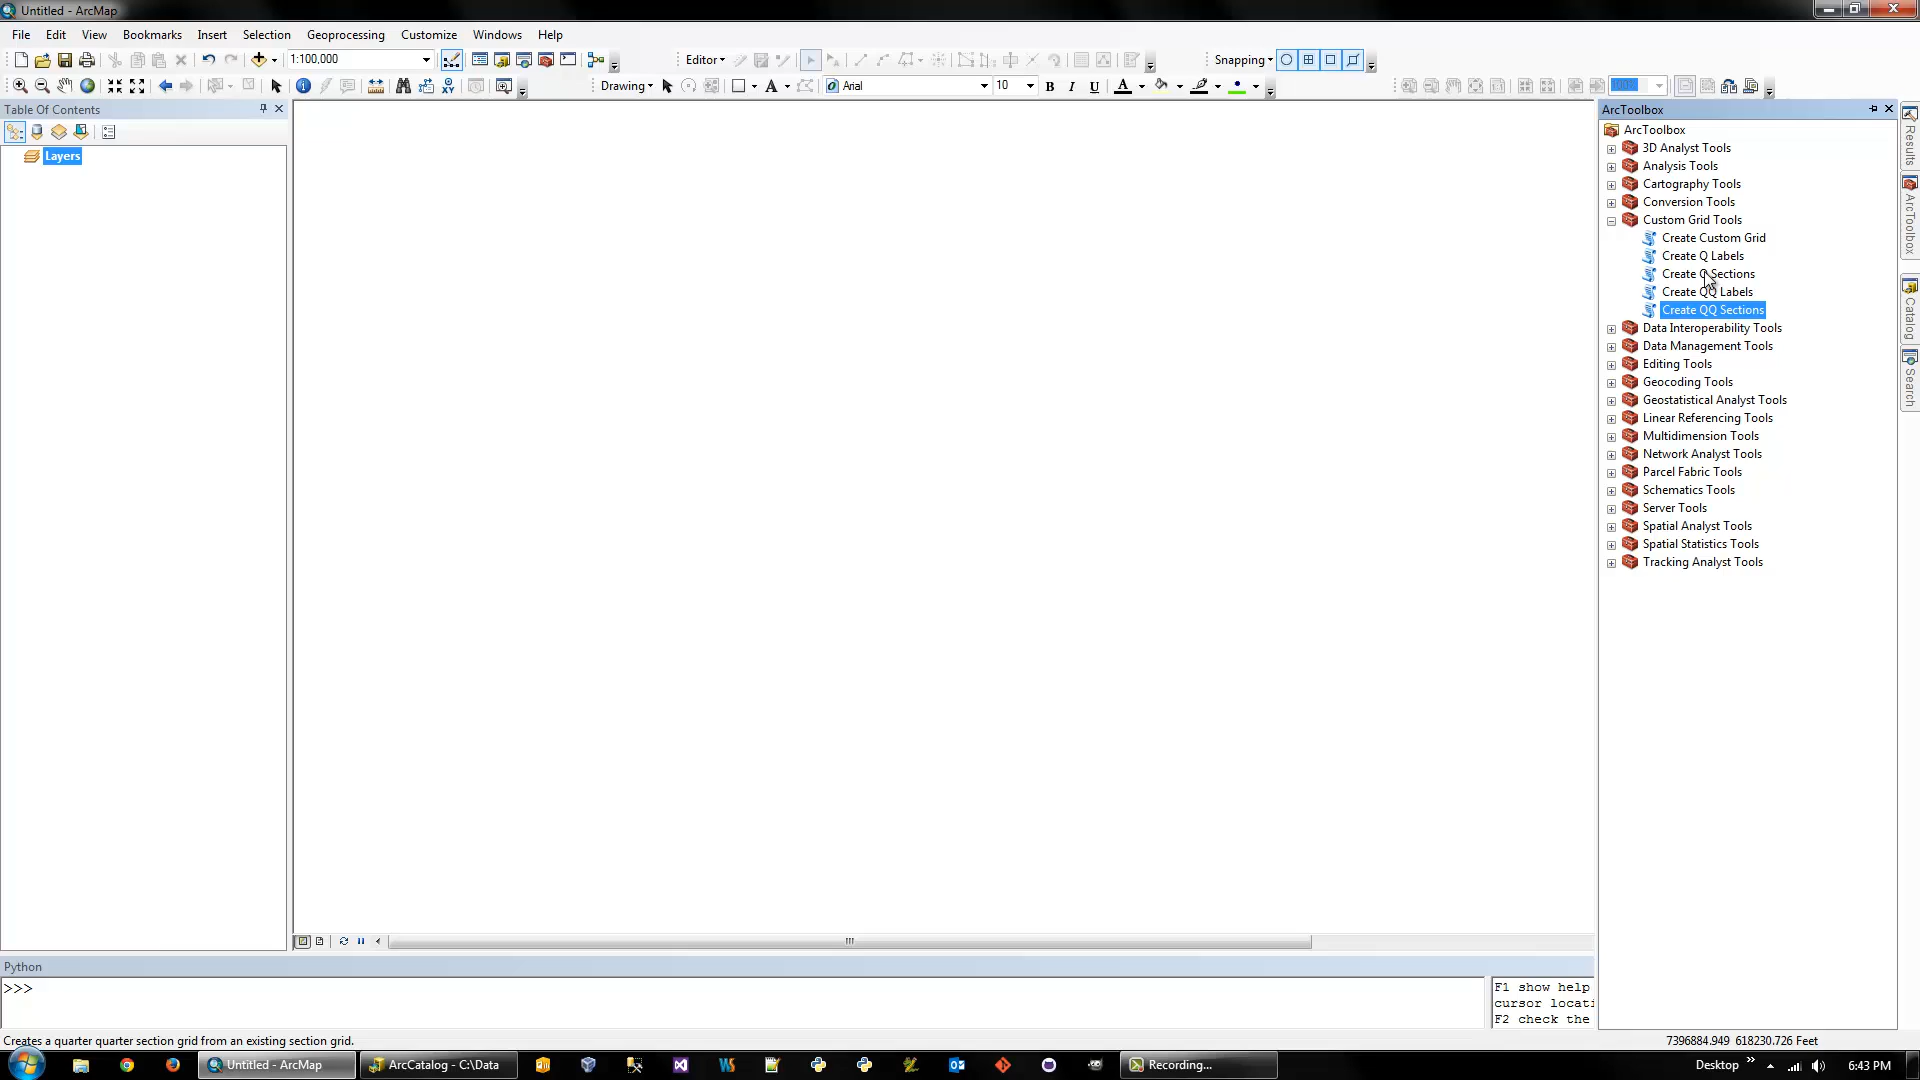 Untitled - ArcMap
File Edit View Bookmarks Insert Selection Geoprocessing Customize Windows Help
1:100,000 Editor Snapping
Drawing Arial 10 B I U A 100%
Table Of Contents
Layers
ArcToolbox
ArcToolbox
3D Analyst Tools
Analysis Tools
Cartography Tools
Conversion Tools
Custom Grid Tools
Create Custom Grid
Create Q Labels
Create Q Sections
Create QQ Labels
Create QQ Sections
Data Interoperability Tools
Data Management Tools
Editing Tools
Geocoding Tools
Geostatistical Analyst Tools
Linear Referencing Tools
Multidimension Tools
Network Analyst Tools
Parcel Fabric Tools
Schematics Tools
Server Tools
Spatial Analyst Tools
Spatial Statistics Tools
Tracking Analyst Tools
Results
ArcToolbox
Catalog
Search
Python
>>>
F1 show help
cursor locati
F2 check the
Creates a quarter quarter section grid from an existing section grid.
7396884.949 618230.726 Feet
Untitled - ArcMap
ArcCatalog - C:\Data
Recording...
Desktop
6:43 PM